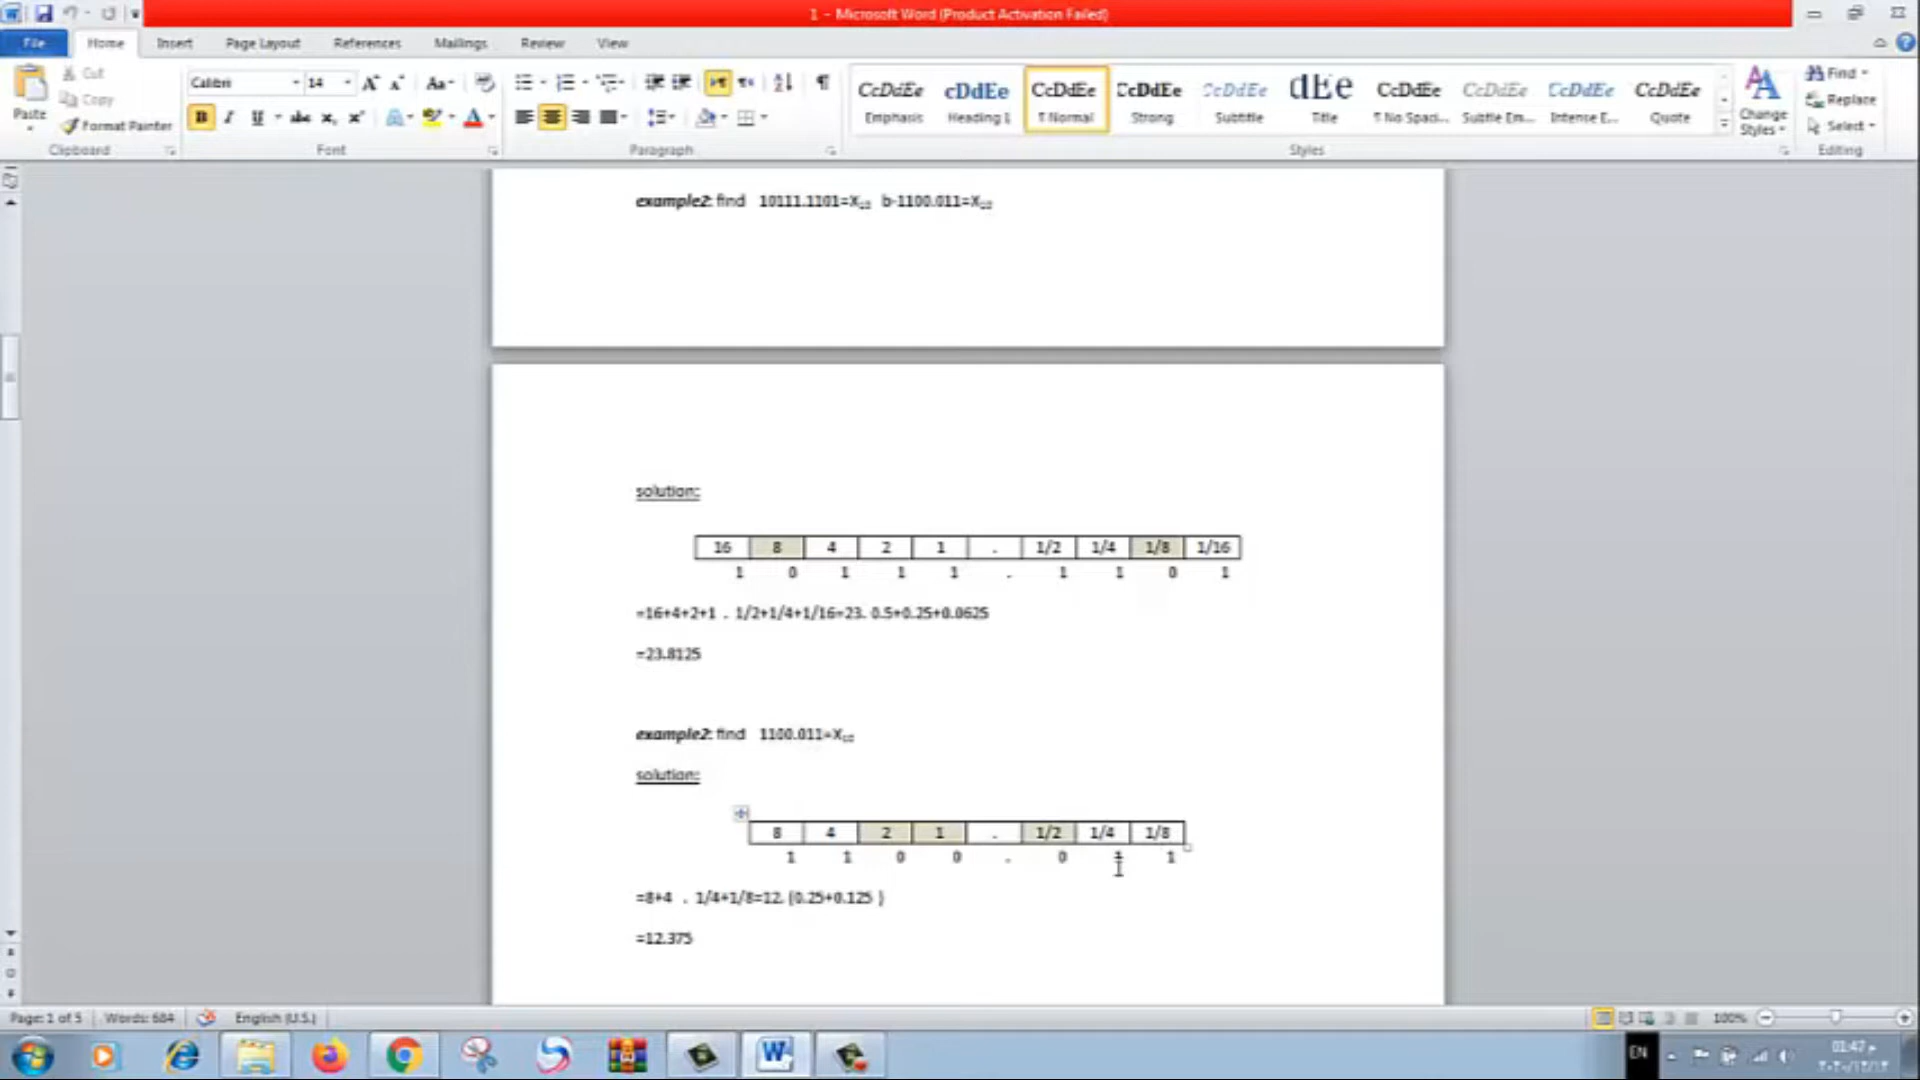 1 - Microsoft Word (Product Activation Failed)
File Home Insert Page Layout References Mailings Review View
Paste
Cut
Copy
Format Painter
Clipboard
Calibri 14
Font
Paragraph
CcDdEe cDdEe CcDdEe CcDdEe CcDdEe dEe CcDdEe CcDdEe CcDdEe CcDdEe
Emphasis Heading 1 ¶ Normal Strong Subtitle Title ¶ No Spaci... Subtle Em... Intense E... Quote
Change Styles
Styles
Find
Replace
Select
Editing
example2: find 10111.1101=X₁₀ b-1100.011=X₁₀
solution:
16 8 4 2 1 . 1/2 1/4 1/8 1/16
1 0 1 1 1 . 1 1 0 1
=16+4+2+1 . 1/2+1/4+1/16=23. 0.5+0.25+0.0625
=23.8125
example2: find 1100.011=X₁₀
solution:
8 4 2 1 . 1/2 1/4 1/8
1 1 0 0 . 0 1 1
=8+4 . 1/4+1/8=12. (0.25+0.125 )
=12.375
Page: 1 of 5 Words: 684 English (U.S.) 100%
EN
01:47 م